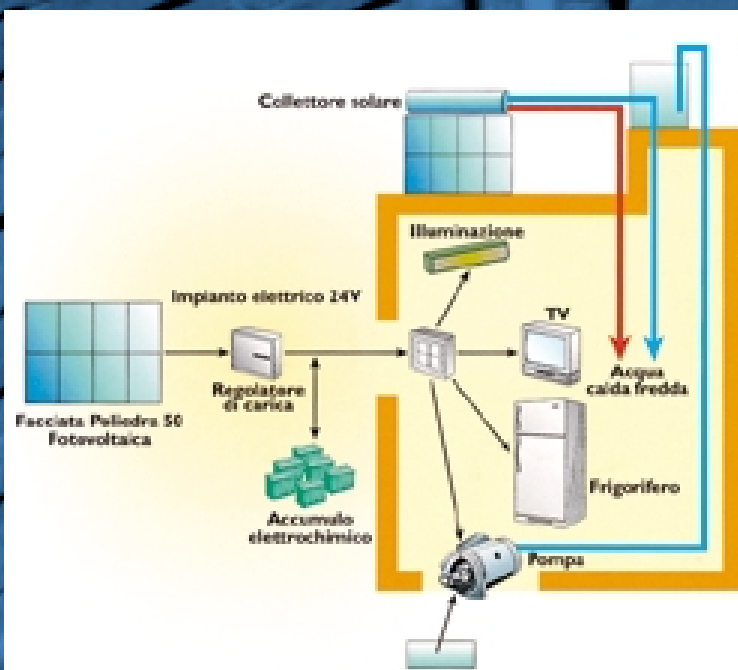 Collettore solare
Illuminazione
Impianto elettrico 24V
TV
Regolatore
di carica
Acqua
calda fredda
Facciata Poliedra 50
Fotovoltaica
Frigorifero
Accumulo
elettrochimico
Pompa